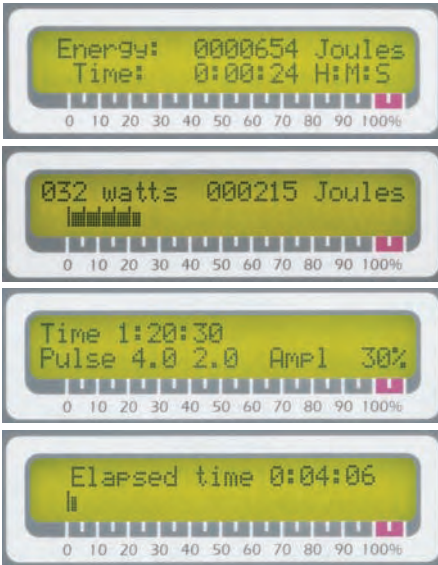 Energy: 0000654 Joules
Time: 0:00:24 H:M:S
0 10 20 30 40 50 60 70 80 90 100%
032 watts 000215 Joules
0 10 20 30 40 50 60 70 80 90 100%
Time 1:20:30
Pulse 4.0 2.0 Ampl 30%
0 10 20 30 40 50 60 70 80 90 100%
Elapsed time 0:04:06
0 10 20 30 40 50 60 70 80 90 100%